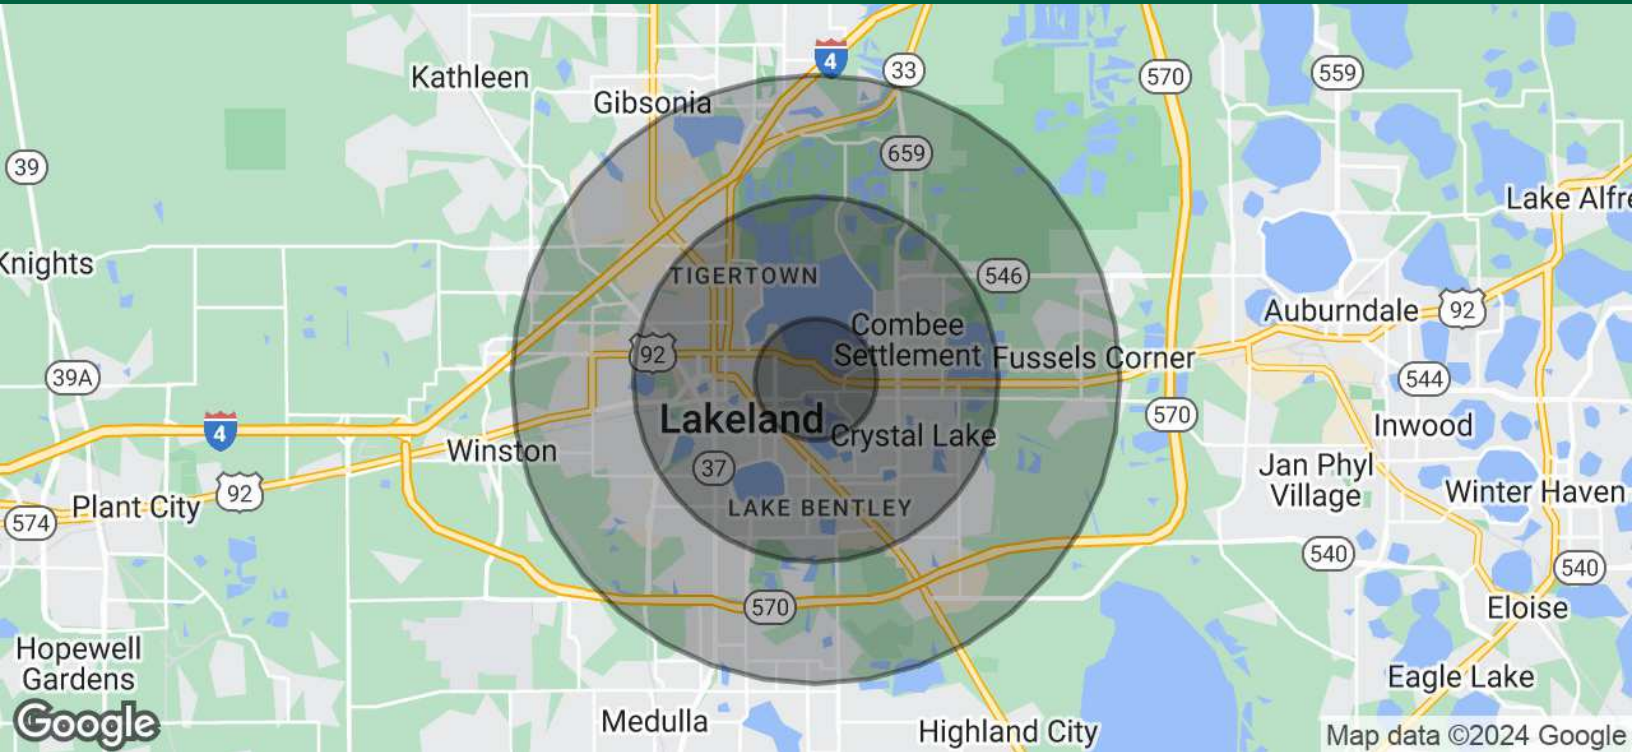 4
33
570
559
Kathleen
Gibsonia
659
39
Lake Alfre
Knights
TIGERTOWN
546
Auburndale
92
Combee
Settlement
Fussels Corner
92
39A
544
570
Lakeland
Crystal Lake
Inwood
4
Winston
37
Jan Phyl
Village
Winter Haven
92
Plant City
574
LAKE BENTLEY
540
540
570
Eloise
Hopewell
Gardens
Eagle Lake
Google
Medulla
Highland City
Map data ©2024 Google